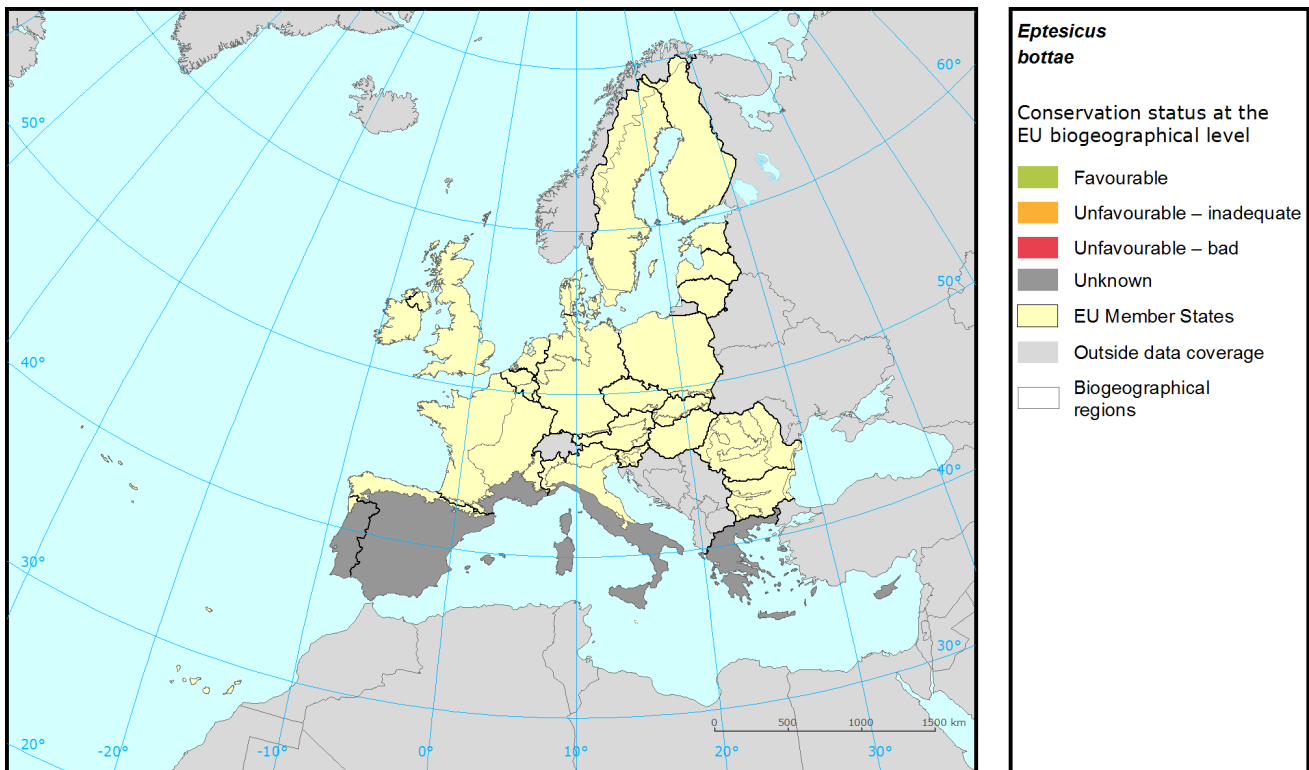 Eptesicus
bottae
Conservation status at the
EU biogeographical level
Favourable
Unfavourable – inadequate
Unfavourable – bad
Unknown
EU Member States
Outside data coverage
Biogeographical
regions
60°
50°
50°
40°
40°
30°
30°
20°
-20°
-10°
0°
10°
20°
30°
0 500 1000 1500 km